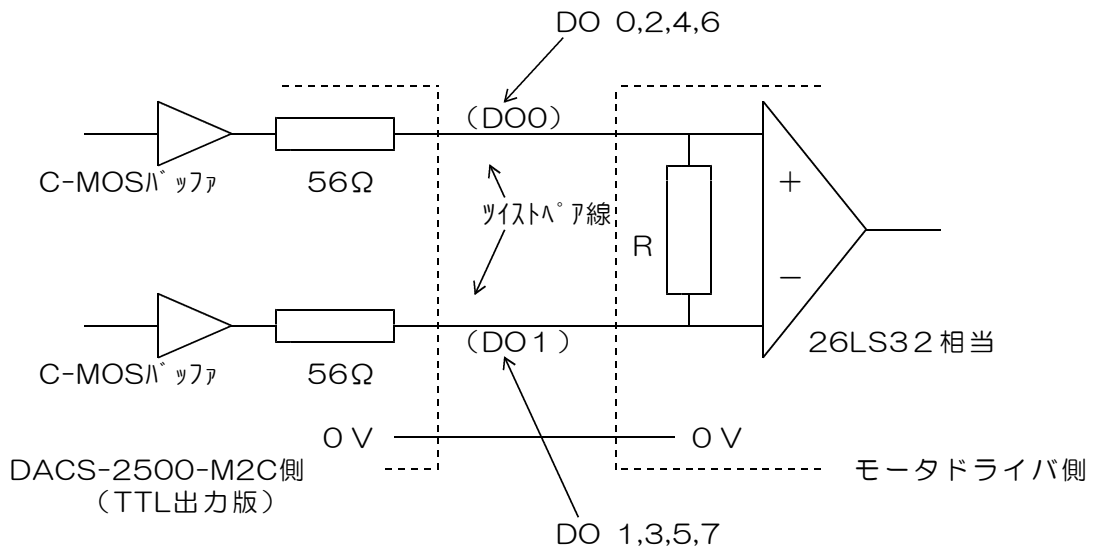 DO 0,2,4,6
(DO0)
C-MOSﾊﾞｯﾌｧ
56Ω
ﾂｲｽﾄﾍﾟｱ線
+
R
−
(DO1)
26LS32相当
C-MOSﾊﾞｯﾌｧ
56Ω
0V
0V
DACS-2500-M2C側
(TTL出力版)
モータドライバ側
DO 1,3,5,7